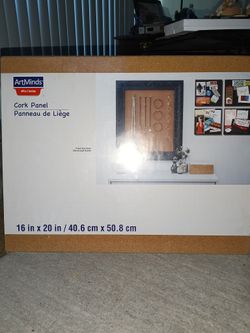 ArtMinds
Cork Panel
Panneau de Liège
16 in x 20 in / 40.6 cm x 50.8 cm